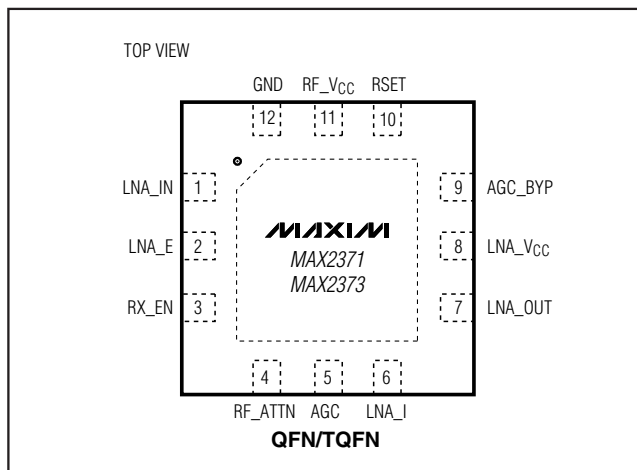 TOP VIEW
GND RF_VCC RSET
12 11 10
LNA_IN 1 9 AGC_BYP
MAXIM
LNA_E 2 MAX2371 8 LNA_VCC
MAX2373
RX_EN 3 7 LNA_OUT
4 5 6
RF_ATTN AGC LNA_I
QFN/TQFN